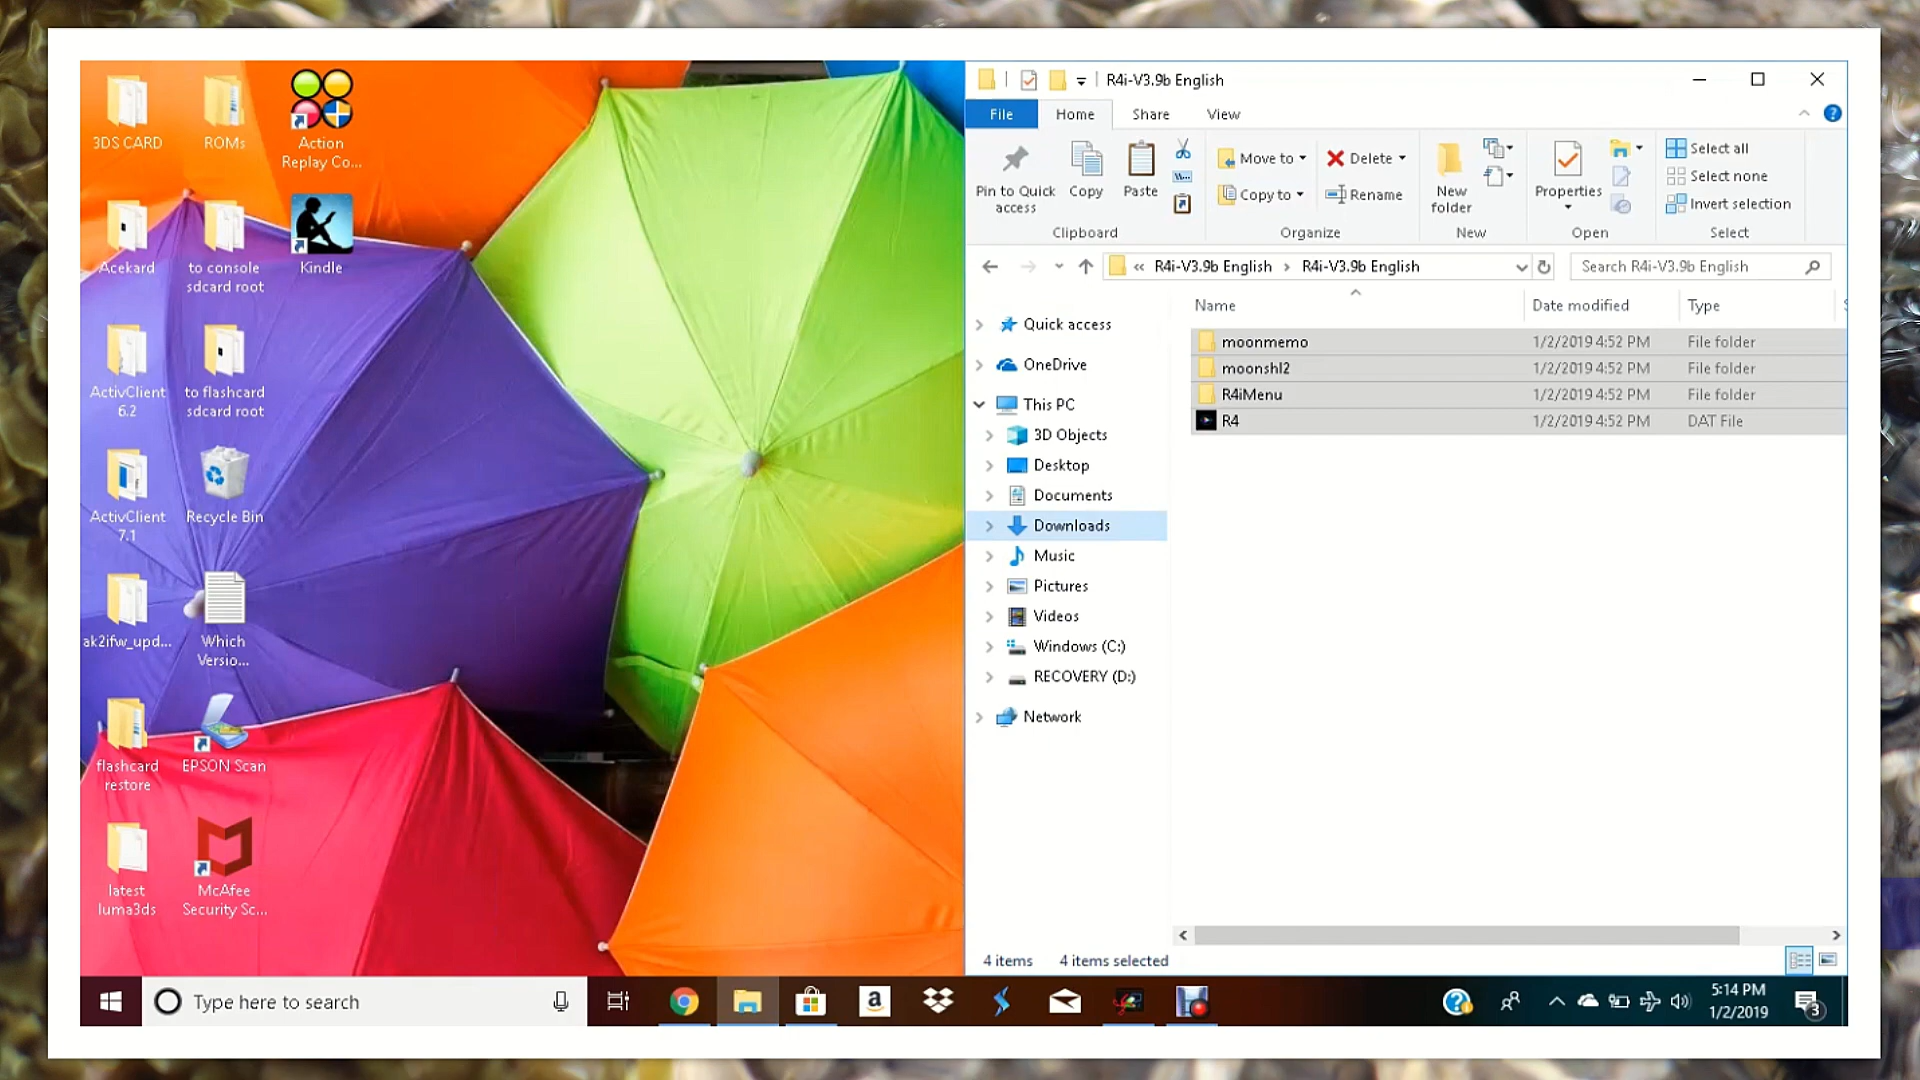 3DS CARD
ROMs
Action
Replay Co...
Acekard
to console
sdcard root
Kindle
ActivClient
6.2
to flashcard
sdcard root
ActivClient
7.1
Recycle Bin
ak2ifw_upd...
Which
Versio...
flashcard
restore
EPSON Scan
latest
luma3ds
McAfee
Security Sc...
R4i-V3.9b English
File
Home
Share
View
Pin to Quick
access
Copy
Paste
Move to
Copy to
Delete
Rename
New
folder
Properties
Select all
Select none
Invert selection
Clipboard
Organize
New
Open
Select
« R4i-V3.9b English › R4i-V3.9b English
Search R4i-V3.9b English
Name
Date modified
Type
Quick access
OneDrive
This PC
3D Objects
Desktop
Documents
Downloads
Music
Pictures
Videos
Windows (C:)
RECOVERY (D:)
Network
moonmemo 1/2/2019 4:52 PM File folder
moonshl2 1/2/2019 4:52 PM File folder
R4iMenu 1/2/2019 4:52 PM File folder
R4 1/2/2019 4:52 PM DAT File
4 items 4 items selected
Type here to search
a
5:14 PM
1/2/2019
3